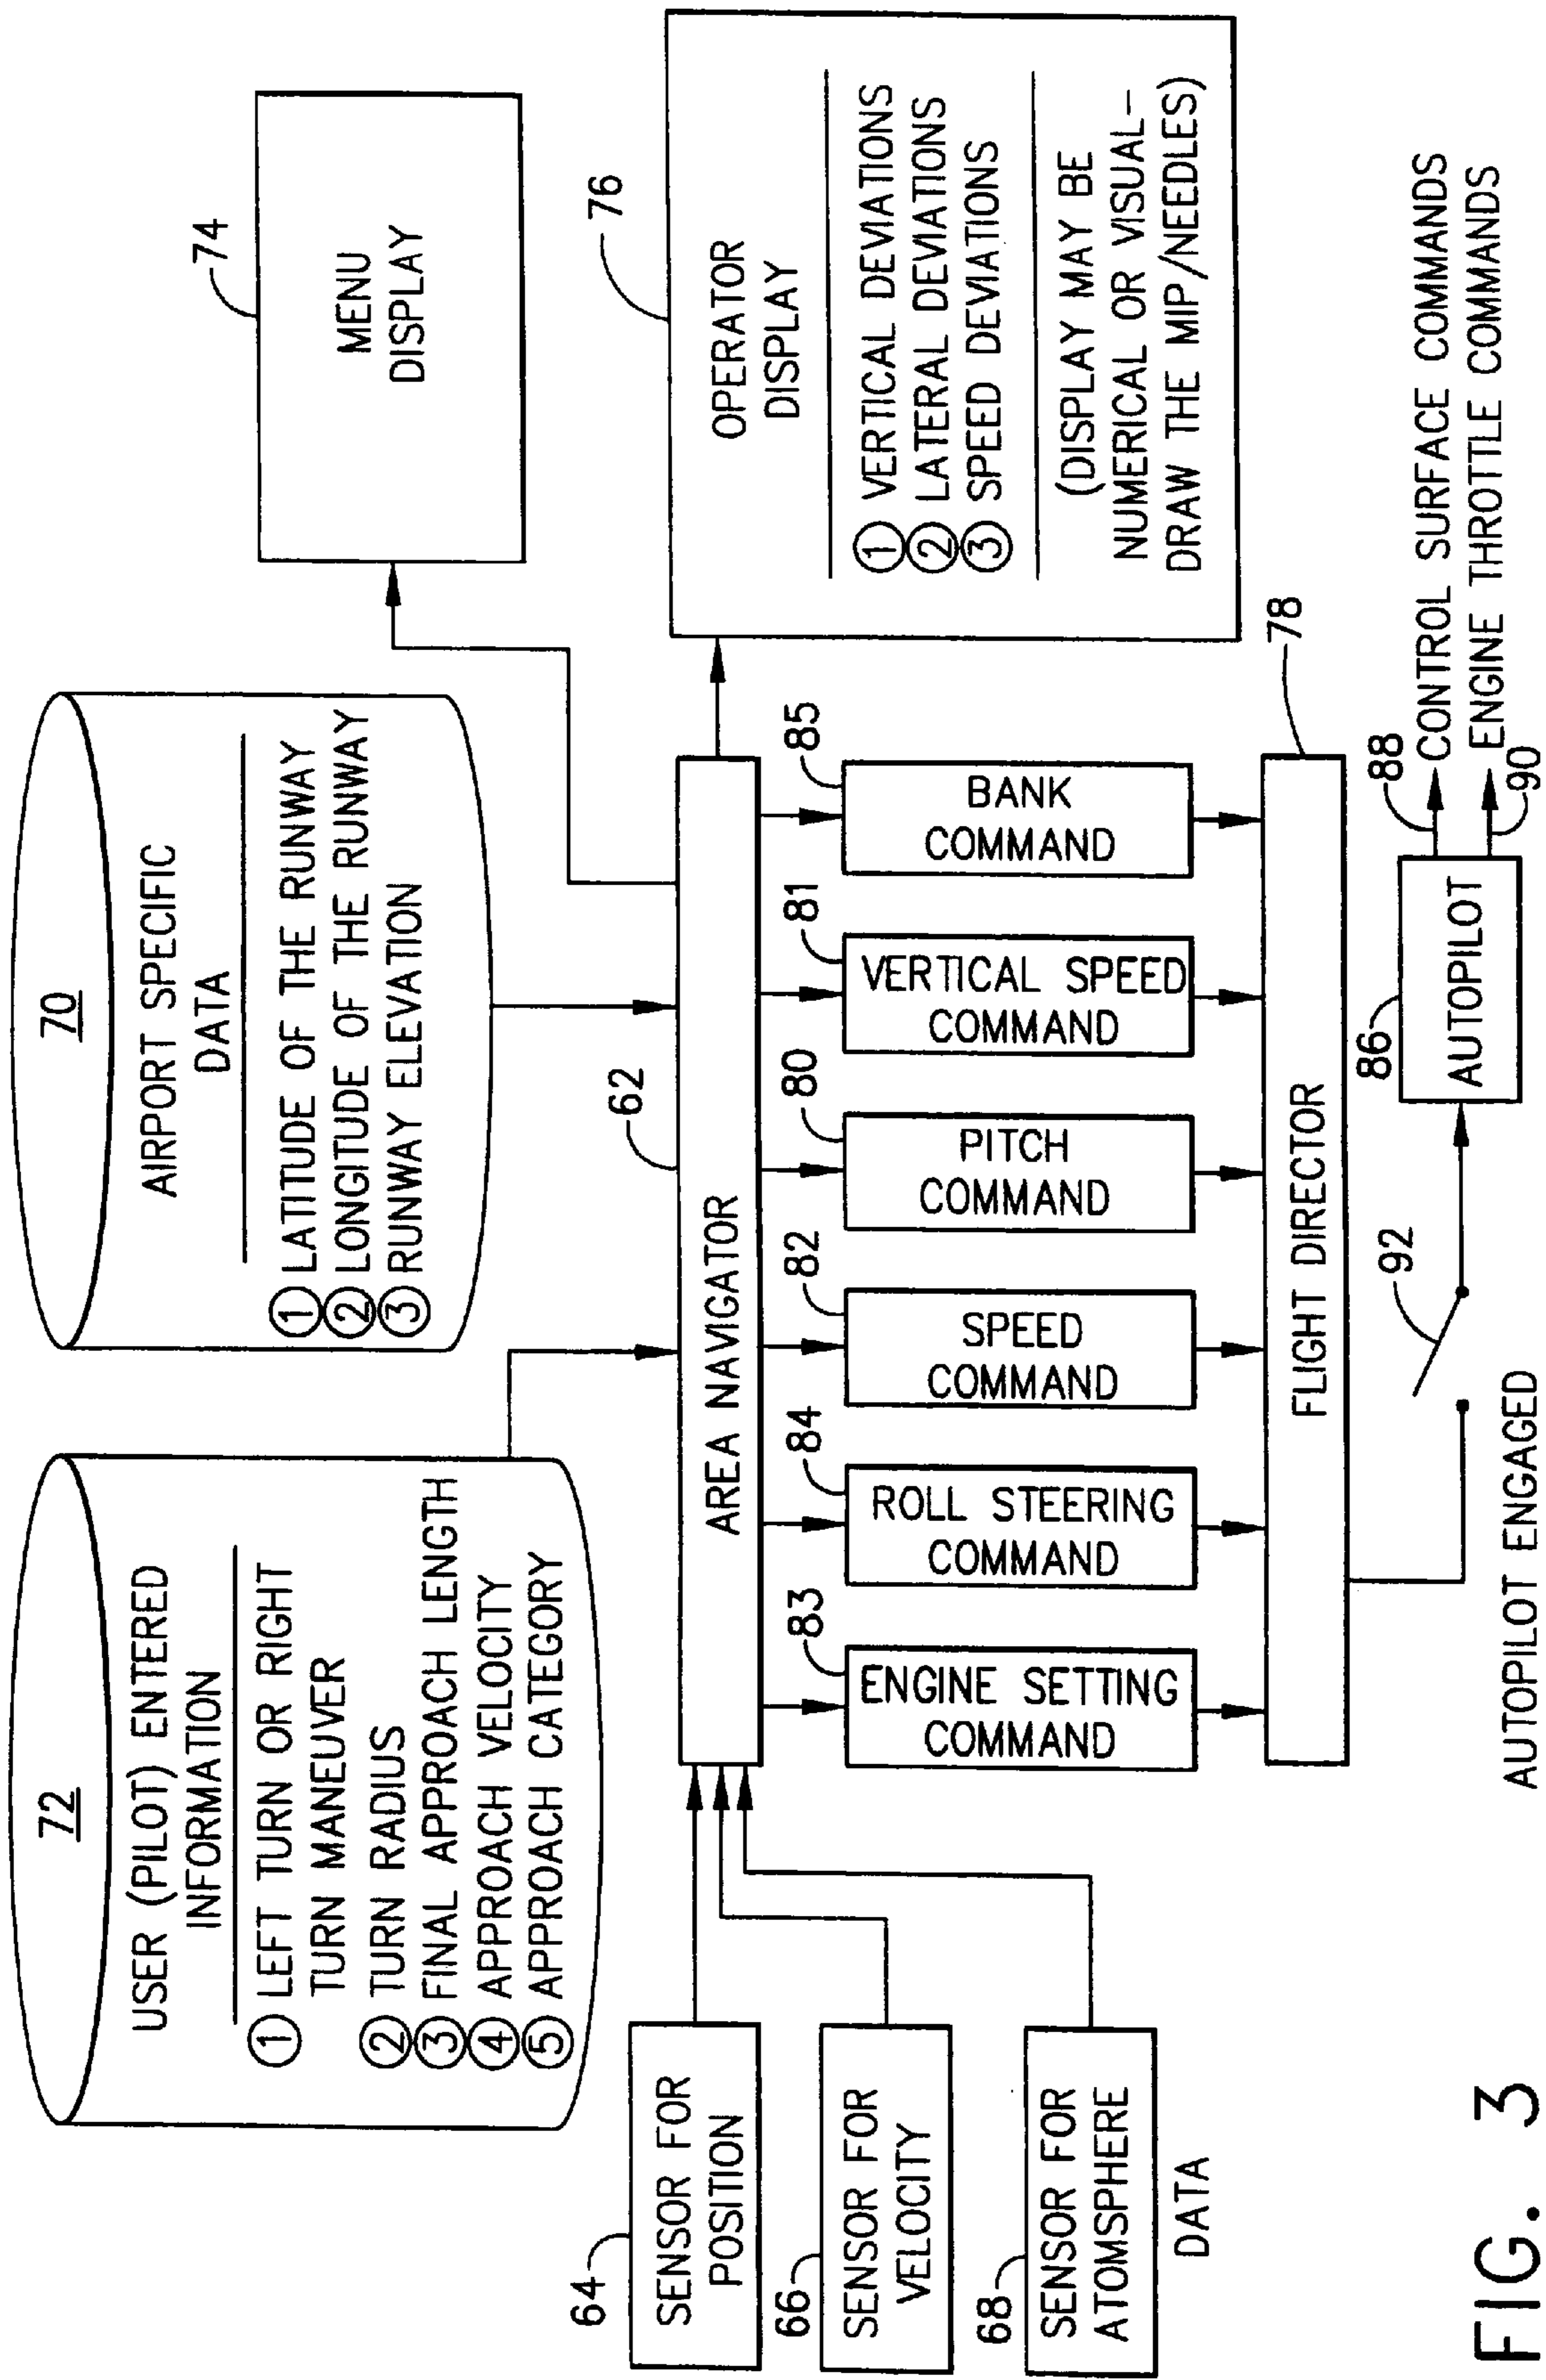 72
USER (PILOT) ENTERED
INFORMATION
① LEFT TURN OR RIGHT
TURN MANEUVER
② TURN RADIUS
③ FINAL APPROACH LENGTH
④ APPROACH VELOCITY
⑤ APPROACH CATEGORY
70
AIRPORT SPECIFIC
DATA
① LATITUDE OF THE RUNWAY
② LONGITUDE OF THE RUNWAY
③ RUNWAY ELEVATION
74
MENU
DISPLAY
76
OPERATOR
DISPLAY
① VERTICAL DEVIATIONS
② LATERAL DEVIATIONS
③ SPEED DEVIATIONS
(DISPLAY MAY BE
NUMERICAL OR VISUAL-
DRAW THE MIP/NEEDLES)
64
SENSOR FOR
POSITION
66
SENSOR FOR
VELOCITY
68
SENSOR FOR
ATOMSPHERE
DATA
62
AREA NAVIGATOR
83
ENGINE SETTING
COMMAND
84
ROLL STEERING
COMMAND
82
SPEED
COMMAND
80
PITCH
COMMAND
81
VERTICAL SPEED
COMMAND
85
BANK
COMMAND
78
FLIGHT DIRECTOR
92
AUTOPILOT ENGAGED
86
AUTOPILOT
88
CONTROL SURFACE COMMANDS
ENGINE THROTTLE COMMANDS
90
FIG. 3